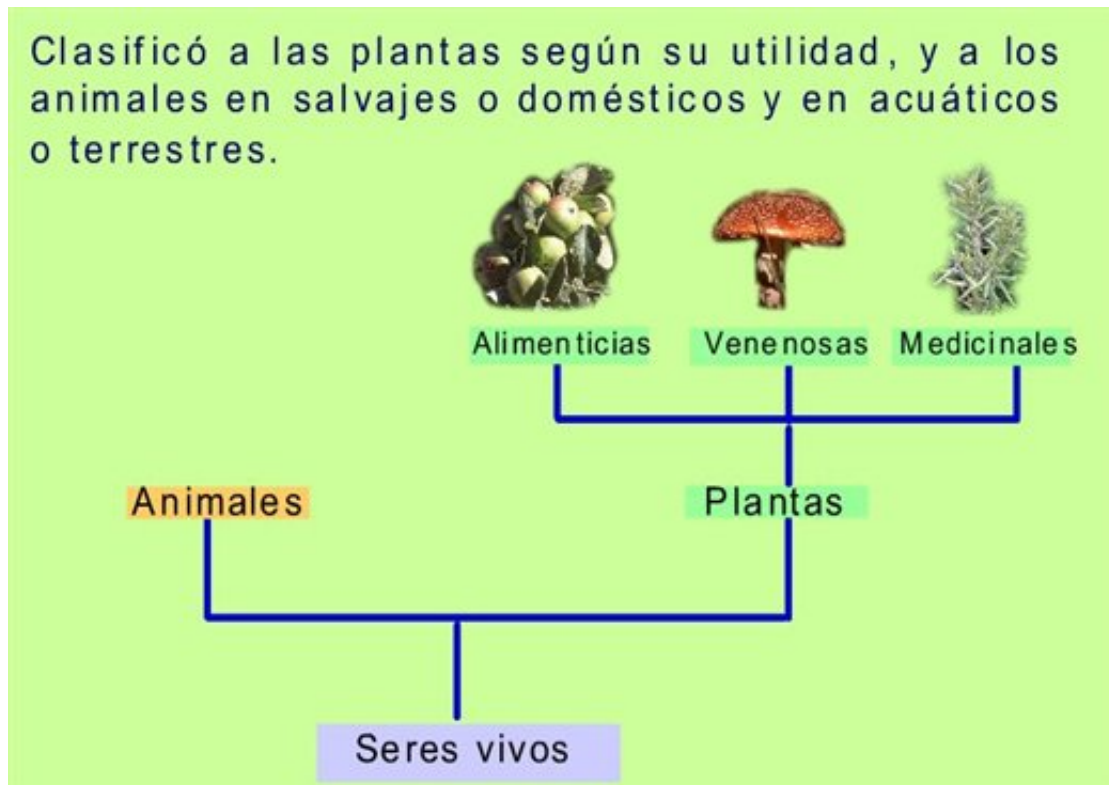 Clasificó a las plantas según su utilidad, y a los
animales en salvajes o domésticos y en acuáticos
o terrestres.
Alimenticias
Venenosas
Medicinales
Animales
Plantas
Seres vivos